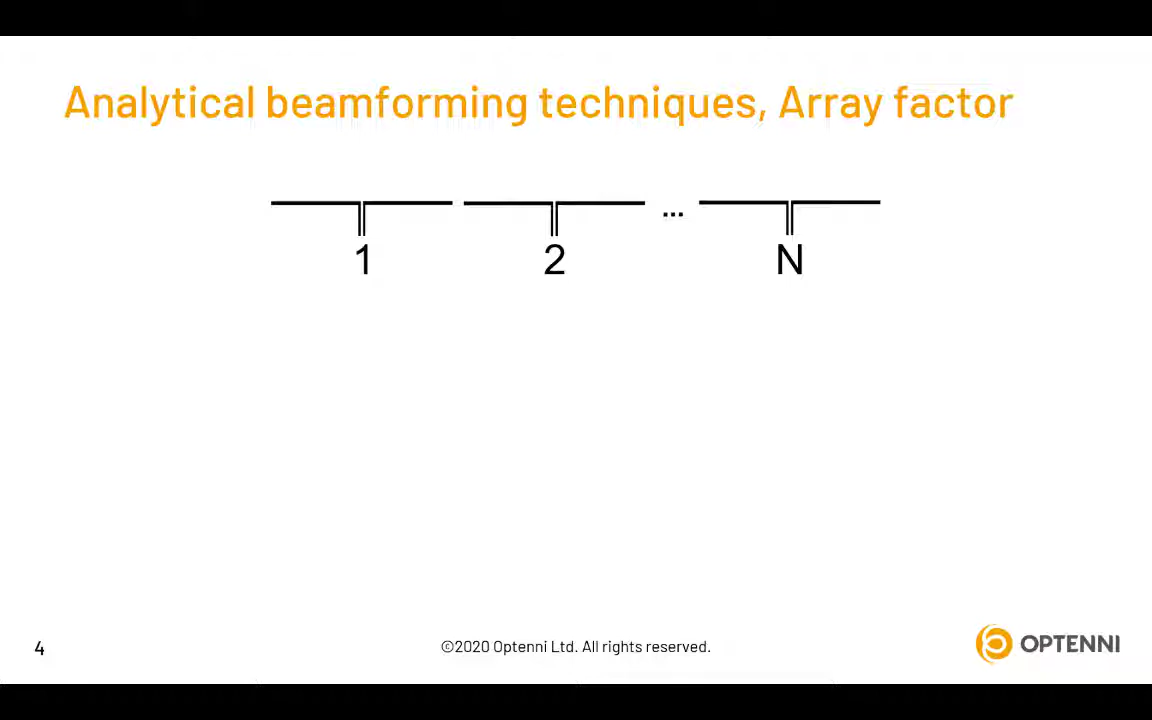 Analytical beamforming techniques, Array factor
...
1 2 N
4 ©2020 Optenni Ltd. All rights reserved. OPTENNI